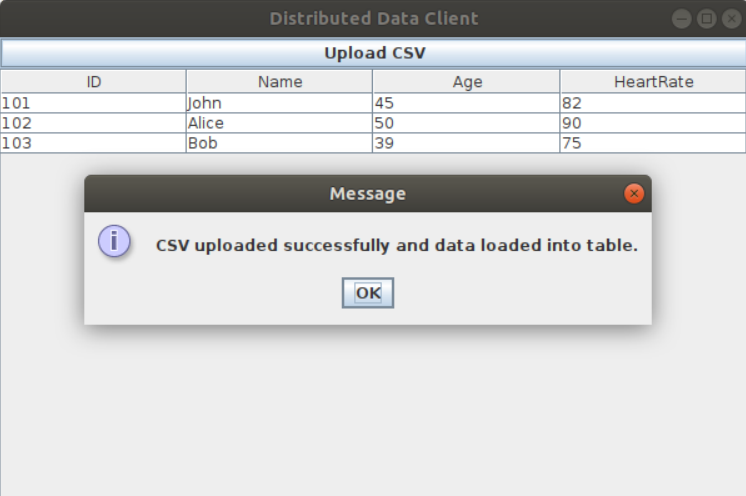 Distributed Data Client
Upload CSV
ID Name Age HeartRate
101 John 45 82
102 Alice 50 90
103 Bob 39 75
Message
i CSV uploaded successfully and data loaded into table.
OK